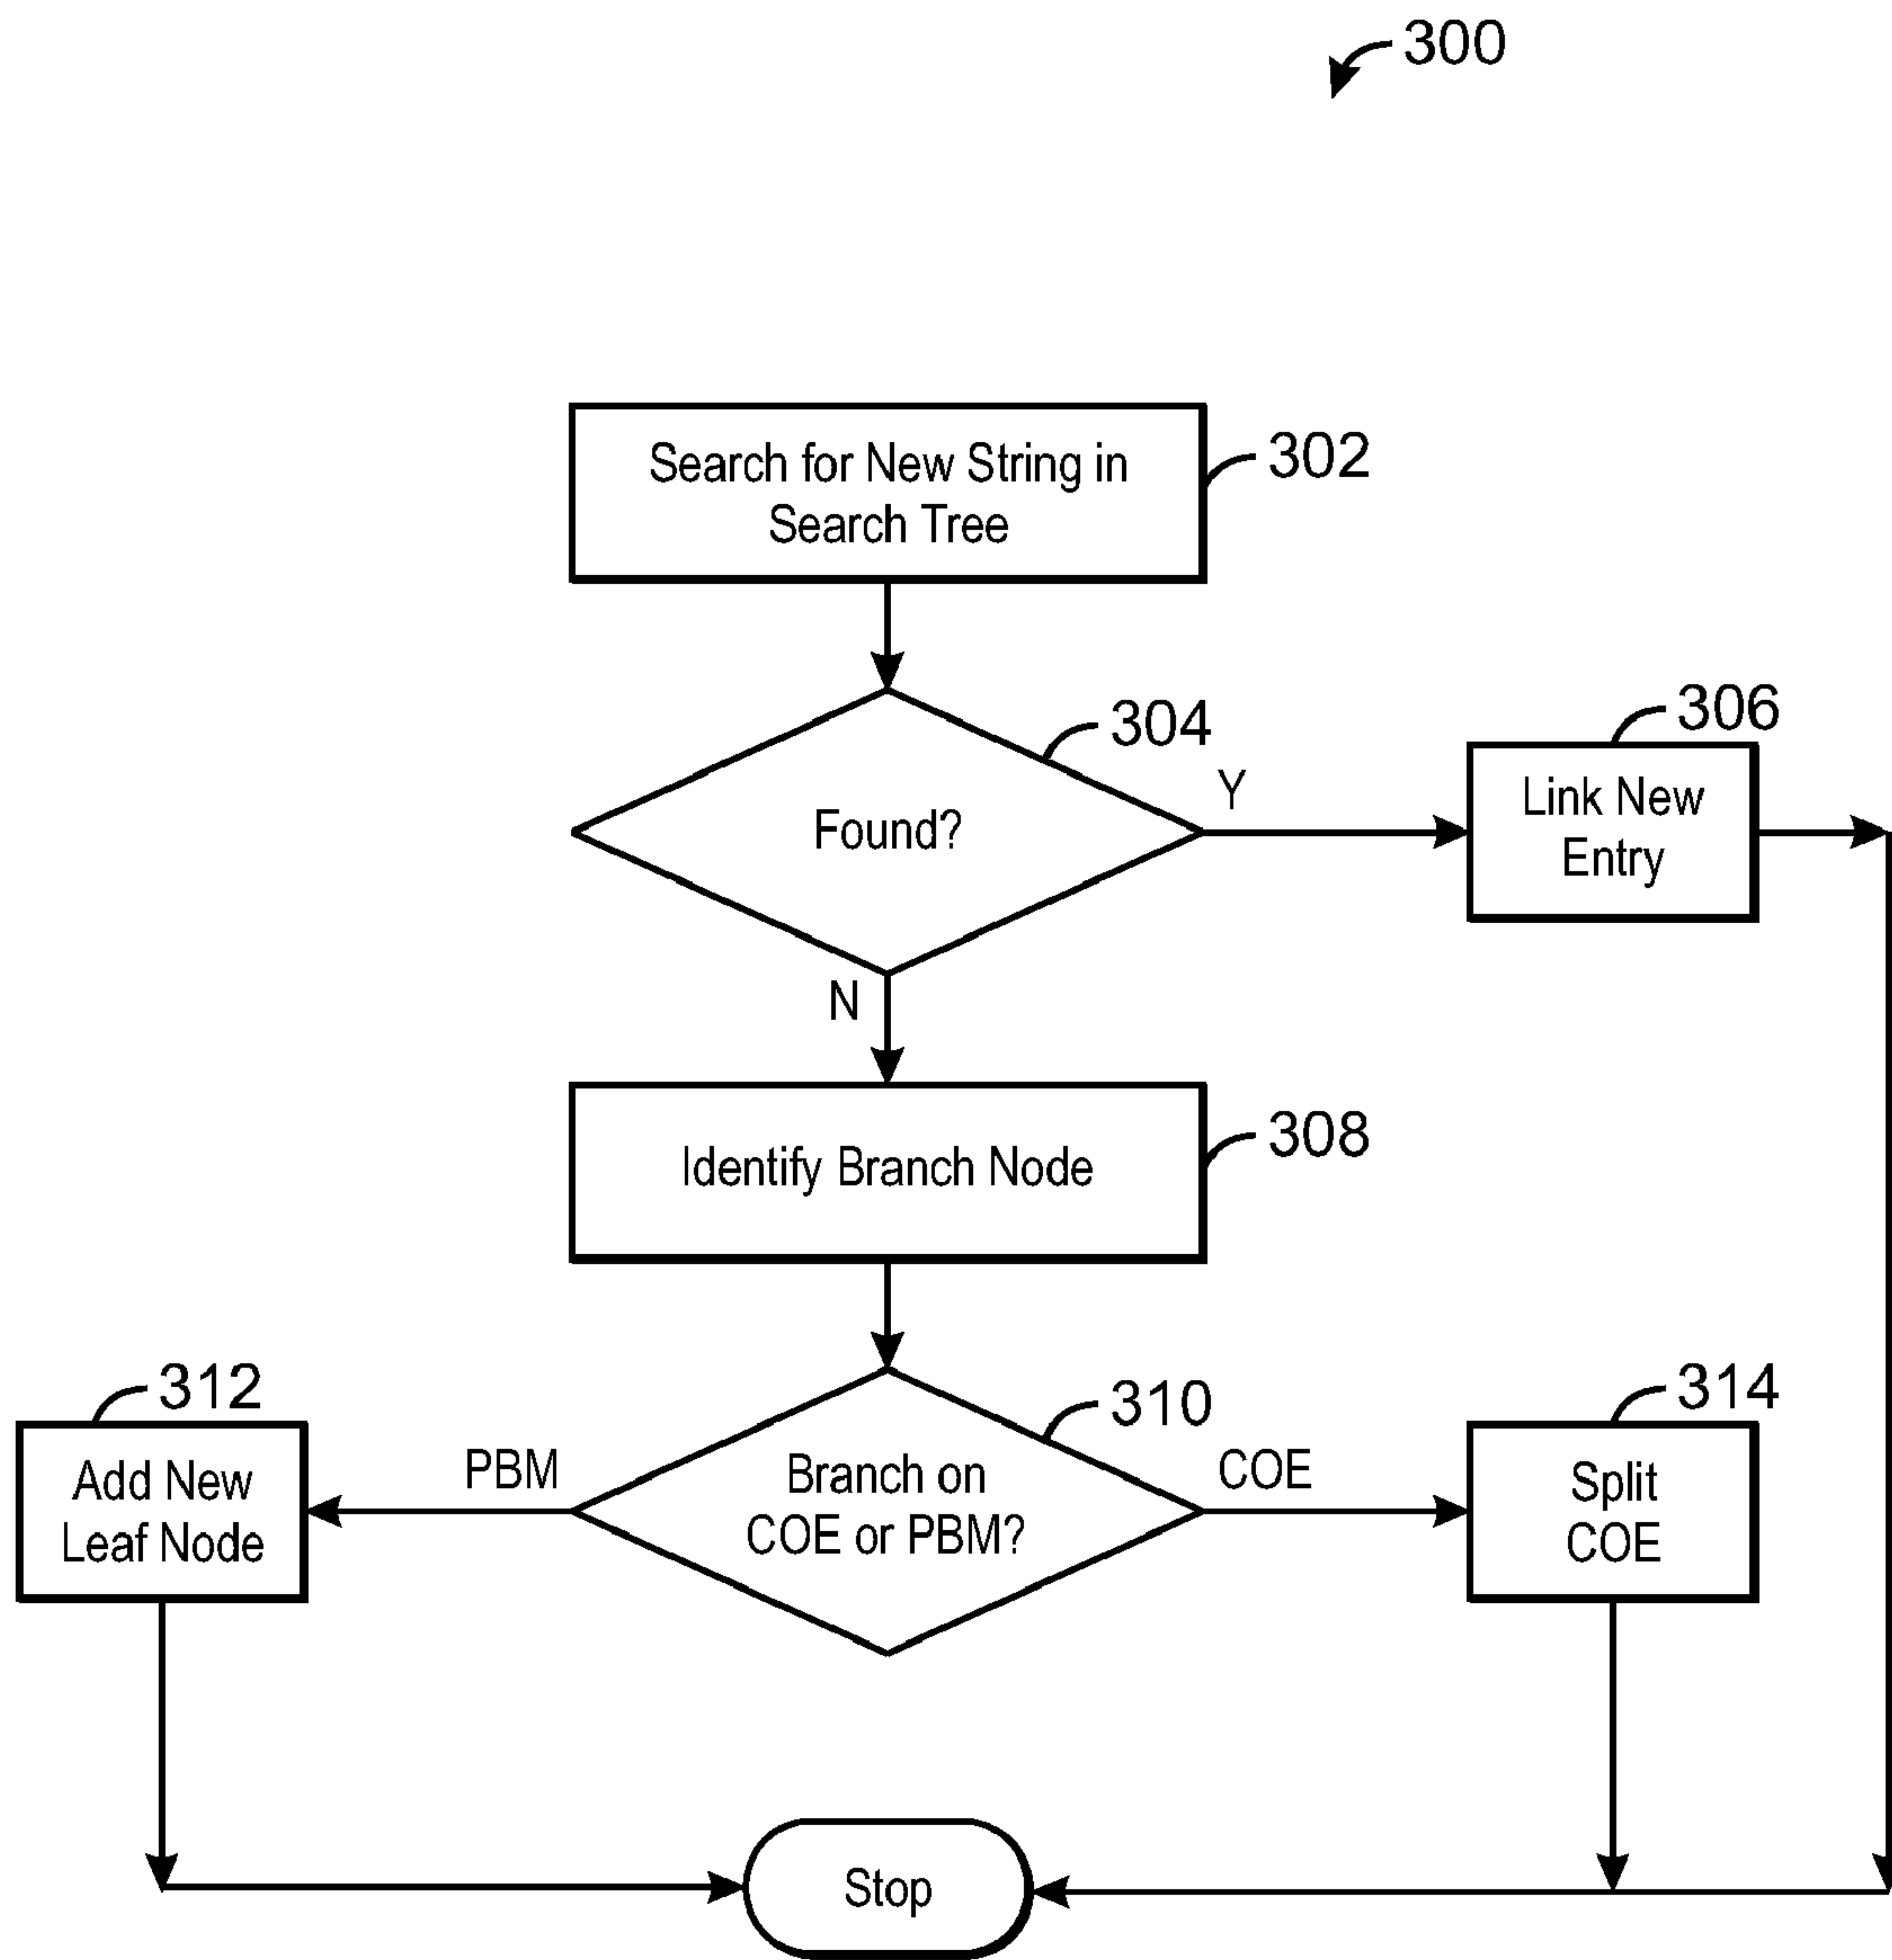 300
Search for New String in
Search Tree
302
304
Found?
Y
306
Link New
Entry
N
Identify Branch Node
308
312
Add New
Leaf Node
PBM
310
Branch on
COE or PBM?
COE
314
Split
COE
Stop